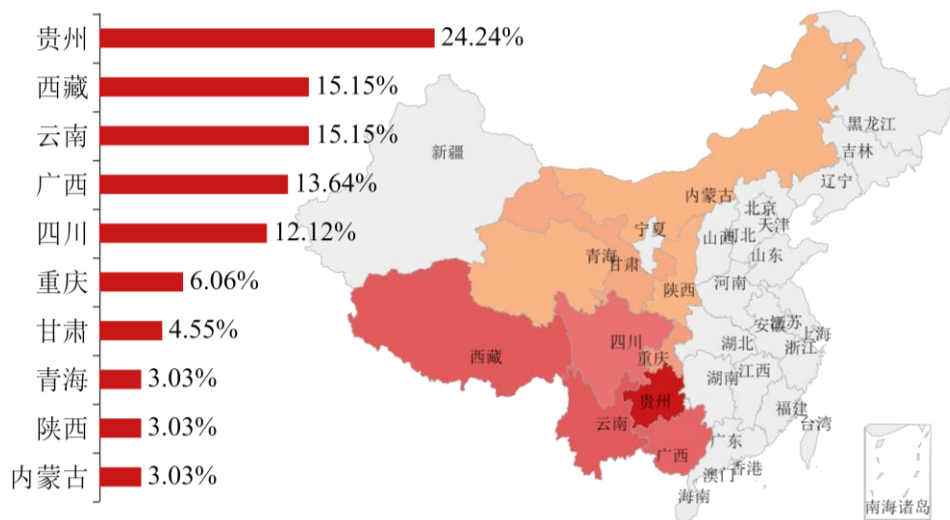 贵州 24.24%
西藏 15.15%
云南 15.15%
广西 13.64%
四川 12.12%
重庆 6.06%
甘肃 4.55%
青海 3.03%
陕西 3.03%
内蒙古 3.03%
黑龙江
吉林
辽宁
新疆
内蒙古
北京
天津
宁夏
山西
河北
山东
青海
甘肃
陕西
河南
江苏
安徽
上海
四川
湖北
浙江
西藏
重庆
湖南
江西
贵州
福建
云南
台湾
广东
广西
香港
澳门
海南
南海诸岛